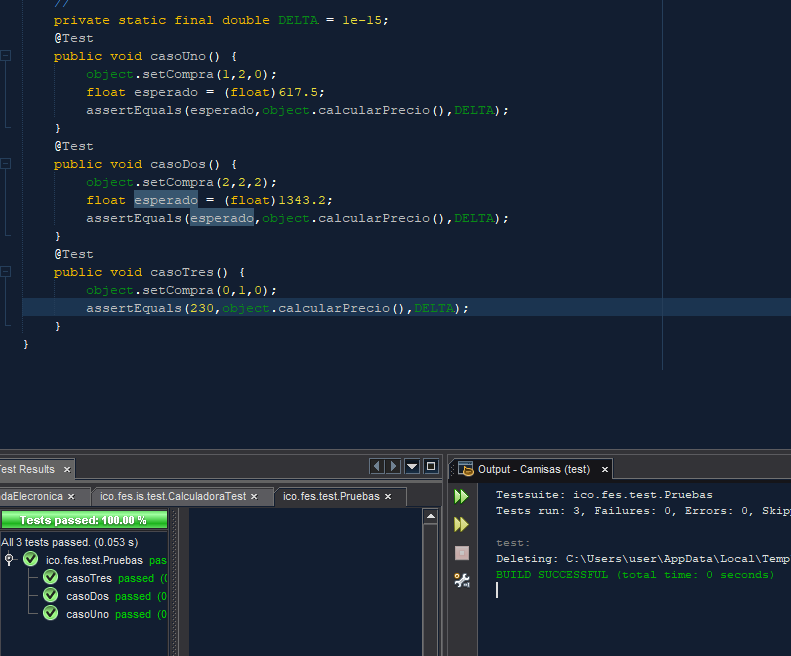 //
private static final double DELTA = 1e-15;
@Test
public void casoUno() {
object.setCompra(1,2,0);
float esperado = (float)617.5;
assertEquals(esperado,object.calcularPrecio(),DELTA);
}
@Test
public void casoDos() {
object.setCompra(2,2,2);
float esperado = (float)1343.2;
assertEquals(esperado,object.calcularPrecio(),DELTA);
}
@Test
public void casoTres() {
object.setCompra(0,1,0);
assertEquals(230,object.calcularPrecio(),DELTA);
}
}
Test Results ×
daElecronica × ico.fes.is.test.CalculadoraTest × ico.fes.test.Pruebas ×
Tests passed: 100.00 %
All 3 tests passed. (0.053 s)
ico.fes.test.Pruebas pas
casoTres passed (0
casoDos passed (0
casoUno passed (0
Output - Camisas (test) ×
Testsuite: ico.fes.test.Pruebas
Tests run: 3, Failures: 0, Errors: 0, Skip
test:
Deleting: C:\Users\user\AppData\Local\Temp
BUILD SUCCESSFUL (total time: 0 seconds)